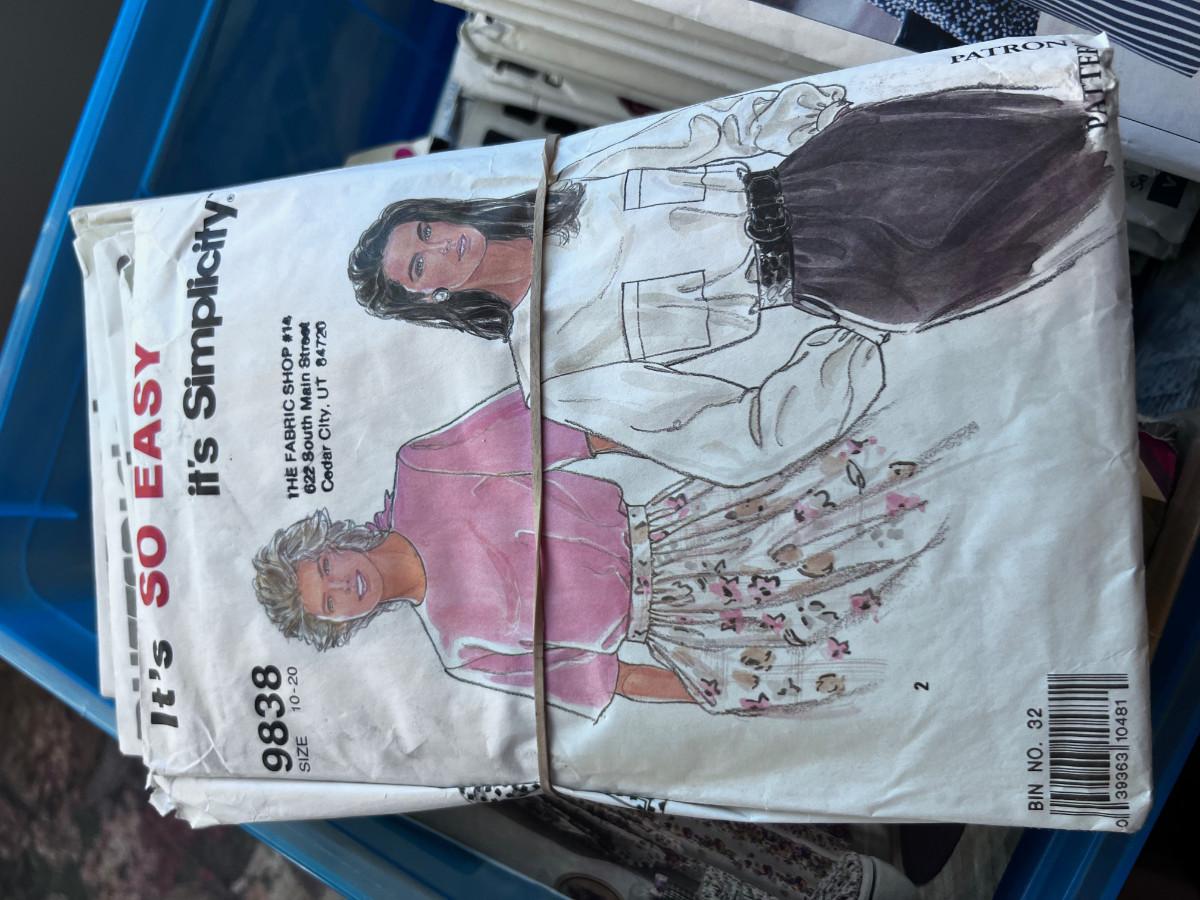 It's SO EASY
it's Simplicity®
THE FABRIC SHOP #14
622 South Main Street
Cedar City, UT 84720
9838
SIZE 10-20
2
BIN NO. 32
0 39363 10481
PATRON